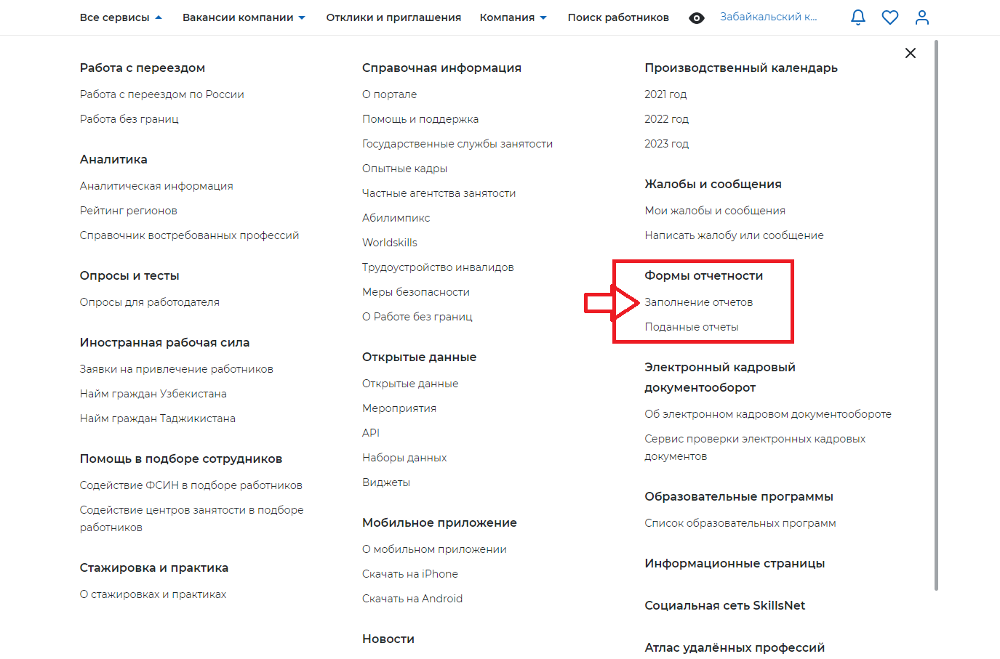 Все сервисы
Вакансии компании
Отклики и приглашения
Компания
Поиск работников
Забайкальский к...
Работа с переездом
Работа с переездом по России
Работа без границ
Аналитика
Аналитическая информация
Рейтинг регионов
Справочник востребованных профессий
Опросы и тесты
Опросы для работодателя
Иностранная рабочая сила
Заявки на привлечение работников
Найм граждан Узбекистана
Найм граждан Таджикистана
Помощь в подборе сотрудников
Содействие ФСИН в подборе работников
Содействие центров занятости в подборе
работников
Стажировка и практика
О стажировках и практиках
Справочная информация
О портале
Помощь и поддержка
Государственные службы занятости
Опытные кадры
Частные агентства занятости
Абилимпикс
Worldskills
Трудоустройство инвалидов
Меры безопасности
О Работе без границ
Открытые данные
Открытые данные
Мероприятия
API
Наборы данных
Виджеты
Мобильное приложение
О мобильном приложении
Скачать на iPhone
Скачать на Android
Новости
Производственный календарь
2021 год
2022 год
2023 год
Жалобы и сообщения
Мои жалобы и сообщения
Написать жалобу или сообщение
Формы отчетности
Заполнение отчетов
Поданные отчеты
Электронный кадровый
документооборот
Об электронном кадровом документообороте
Сервис проверки электронных кадровых
документов
Образовательные программы
Список образовательных программ
Информационные страницы
Социальная сеть SkillsNet
Атлас удалённых профессий